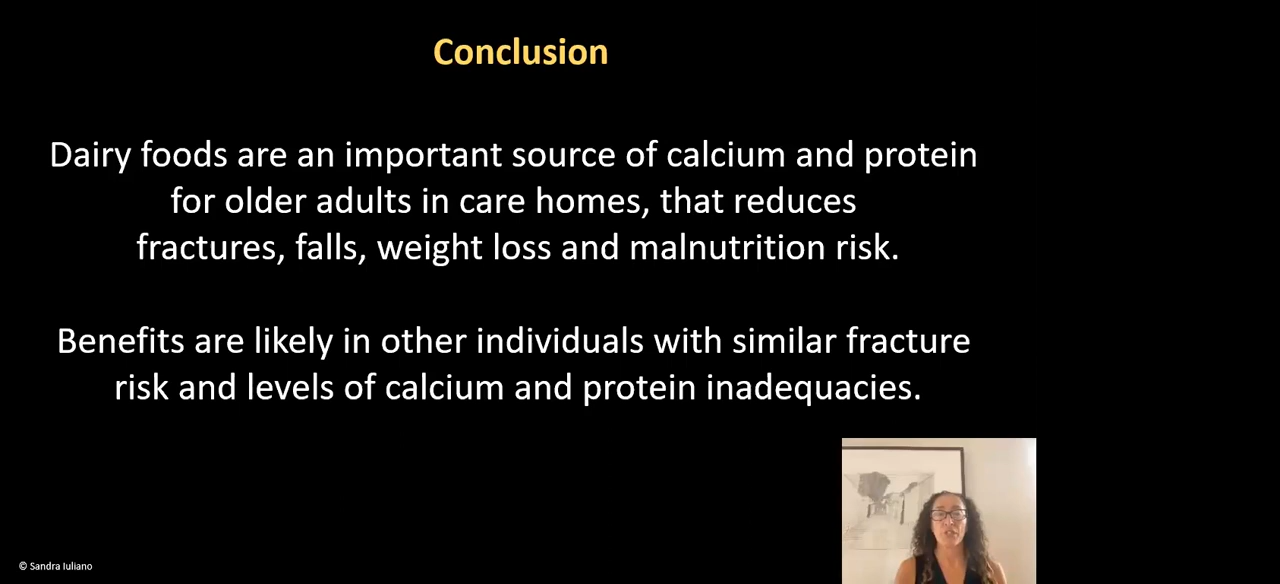 Conclusion
Dairy foods are an important source of calcium and protein
for older adults in care homes, that reduces
fractures, falls, weight loss and malnutrition risk.
Benefits are likely in other individuals with similar fracture
risk and levels of calcium and protein inadequacies.
© Sandra Iuliano